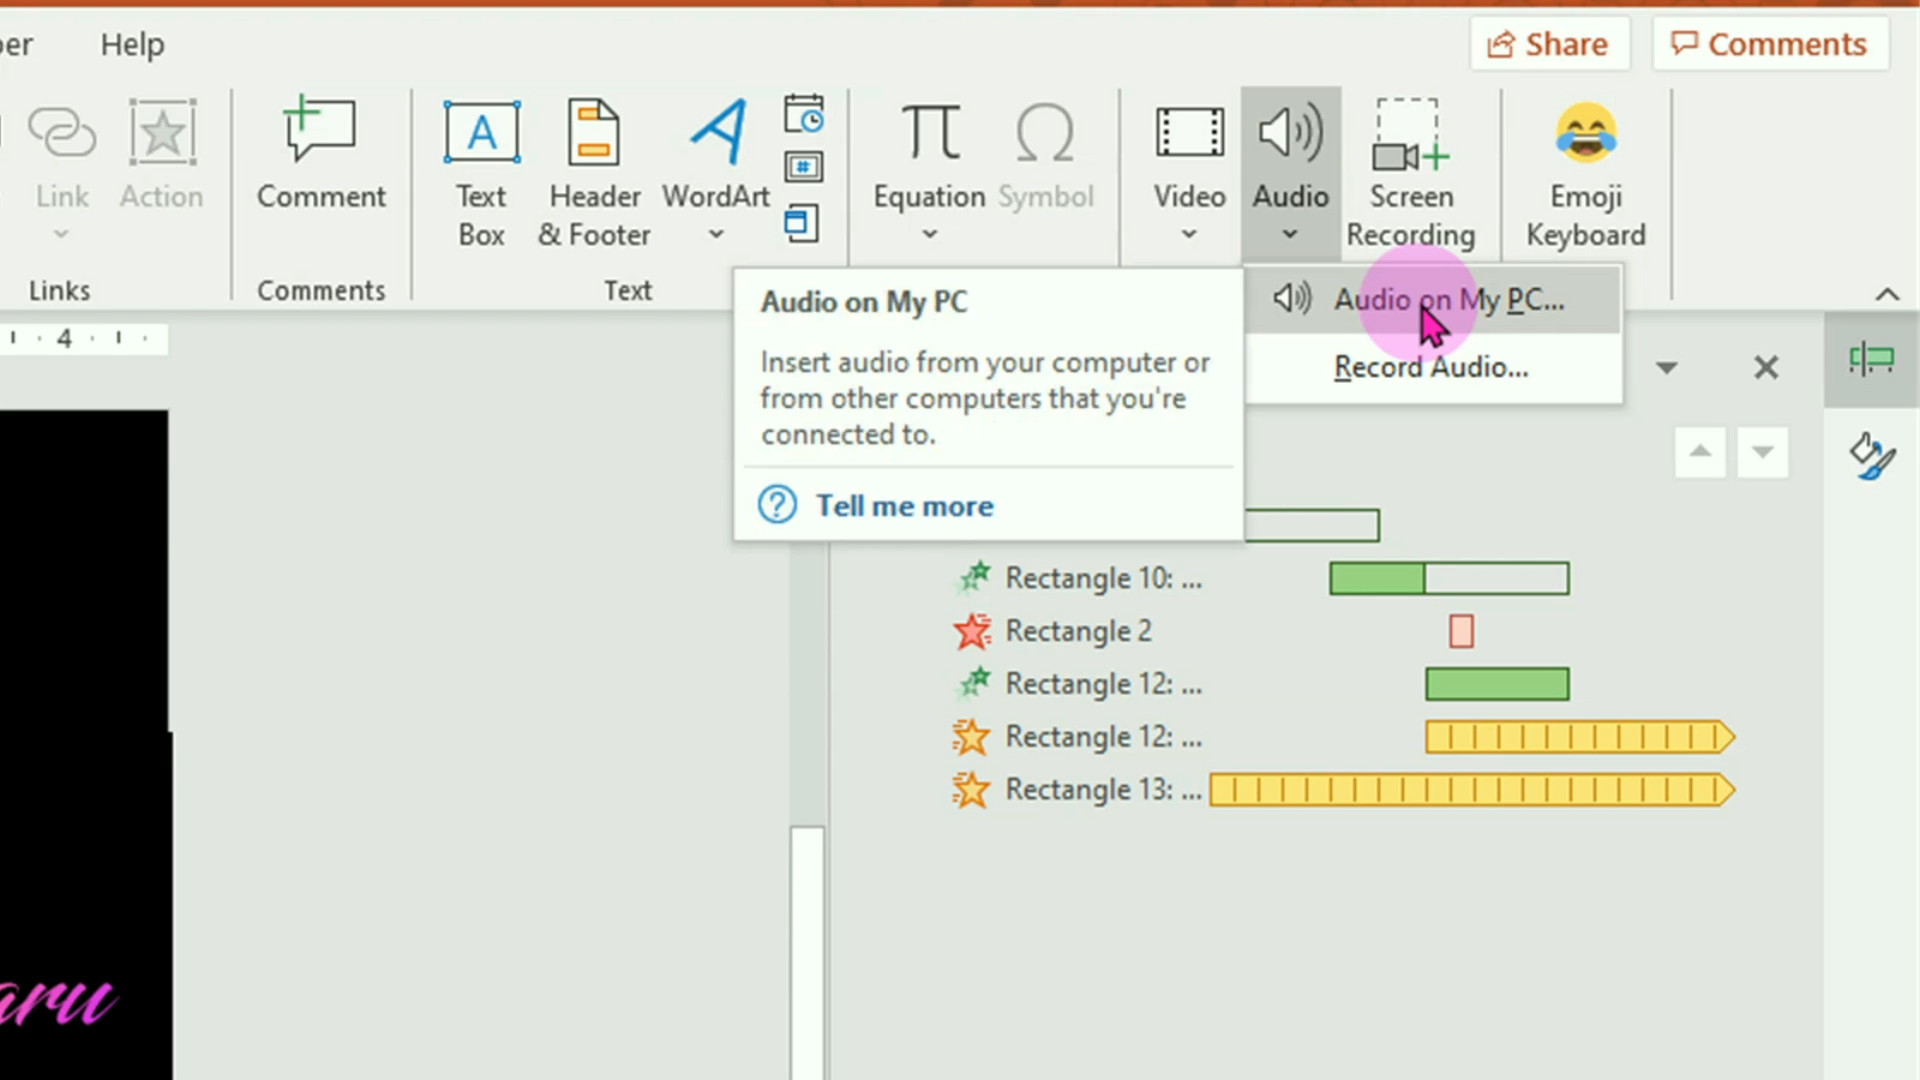 Help
Share
Comments
Link
Action
Comment
Text
Box
Header
& Footer
WordArt
Equation
Symbol
Video
Audio
Screen
Recording
Emoji
Keyboard
Links
Comments
Text
4
Audio on My PC
Insert audio from your computer or
from other computers that you're
connected to.
Tell me more
Audio on My PC...
Record Audio...
Rectangle 10: ...
Rectangle 2
Rectangle 12: ...
Rectangle 12: ...
Rectangle 13: ...